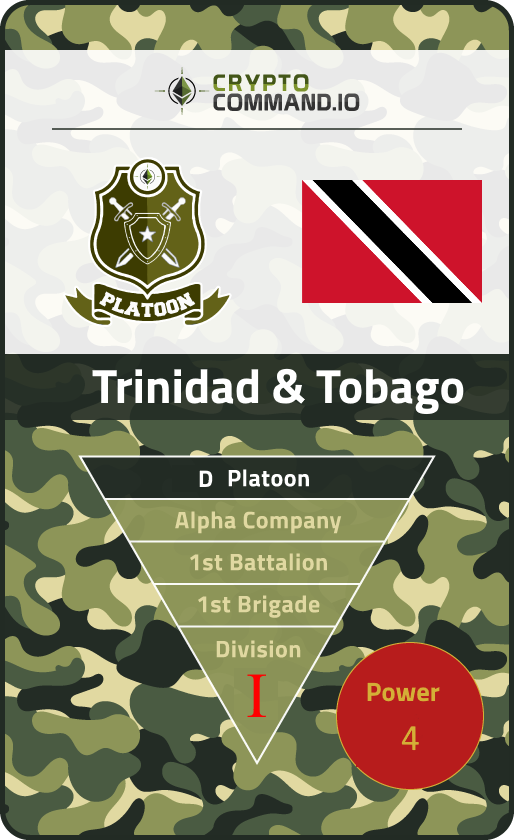 CRYPTO
COMMAND.IO
PLATOON
Trinidad & Tobago
D Platoon
Alpha Company
1st Battalion
1st Brigade
Division
I
Power
4